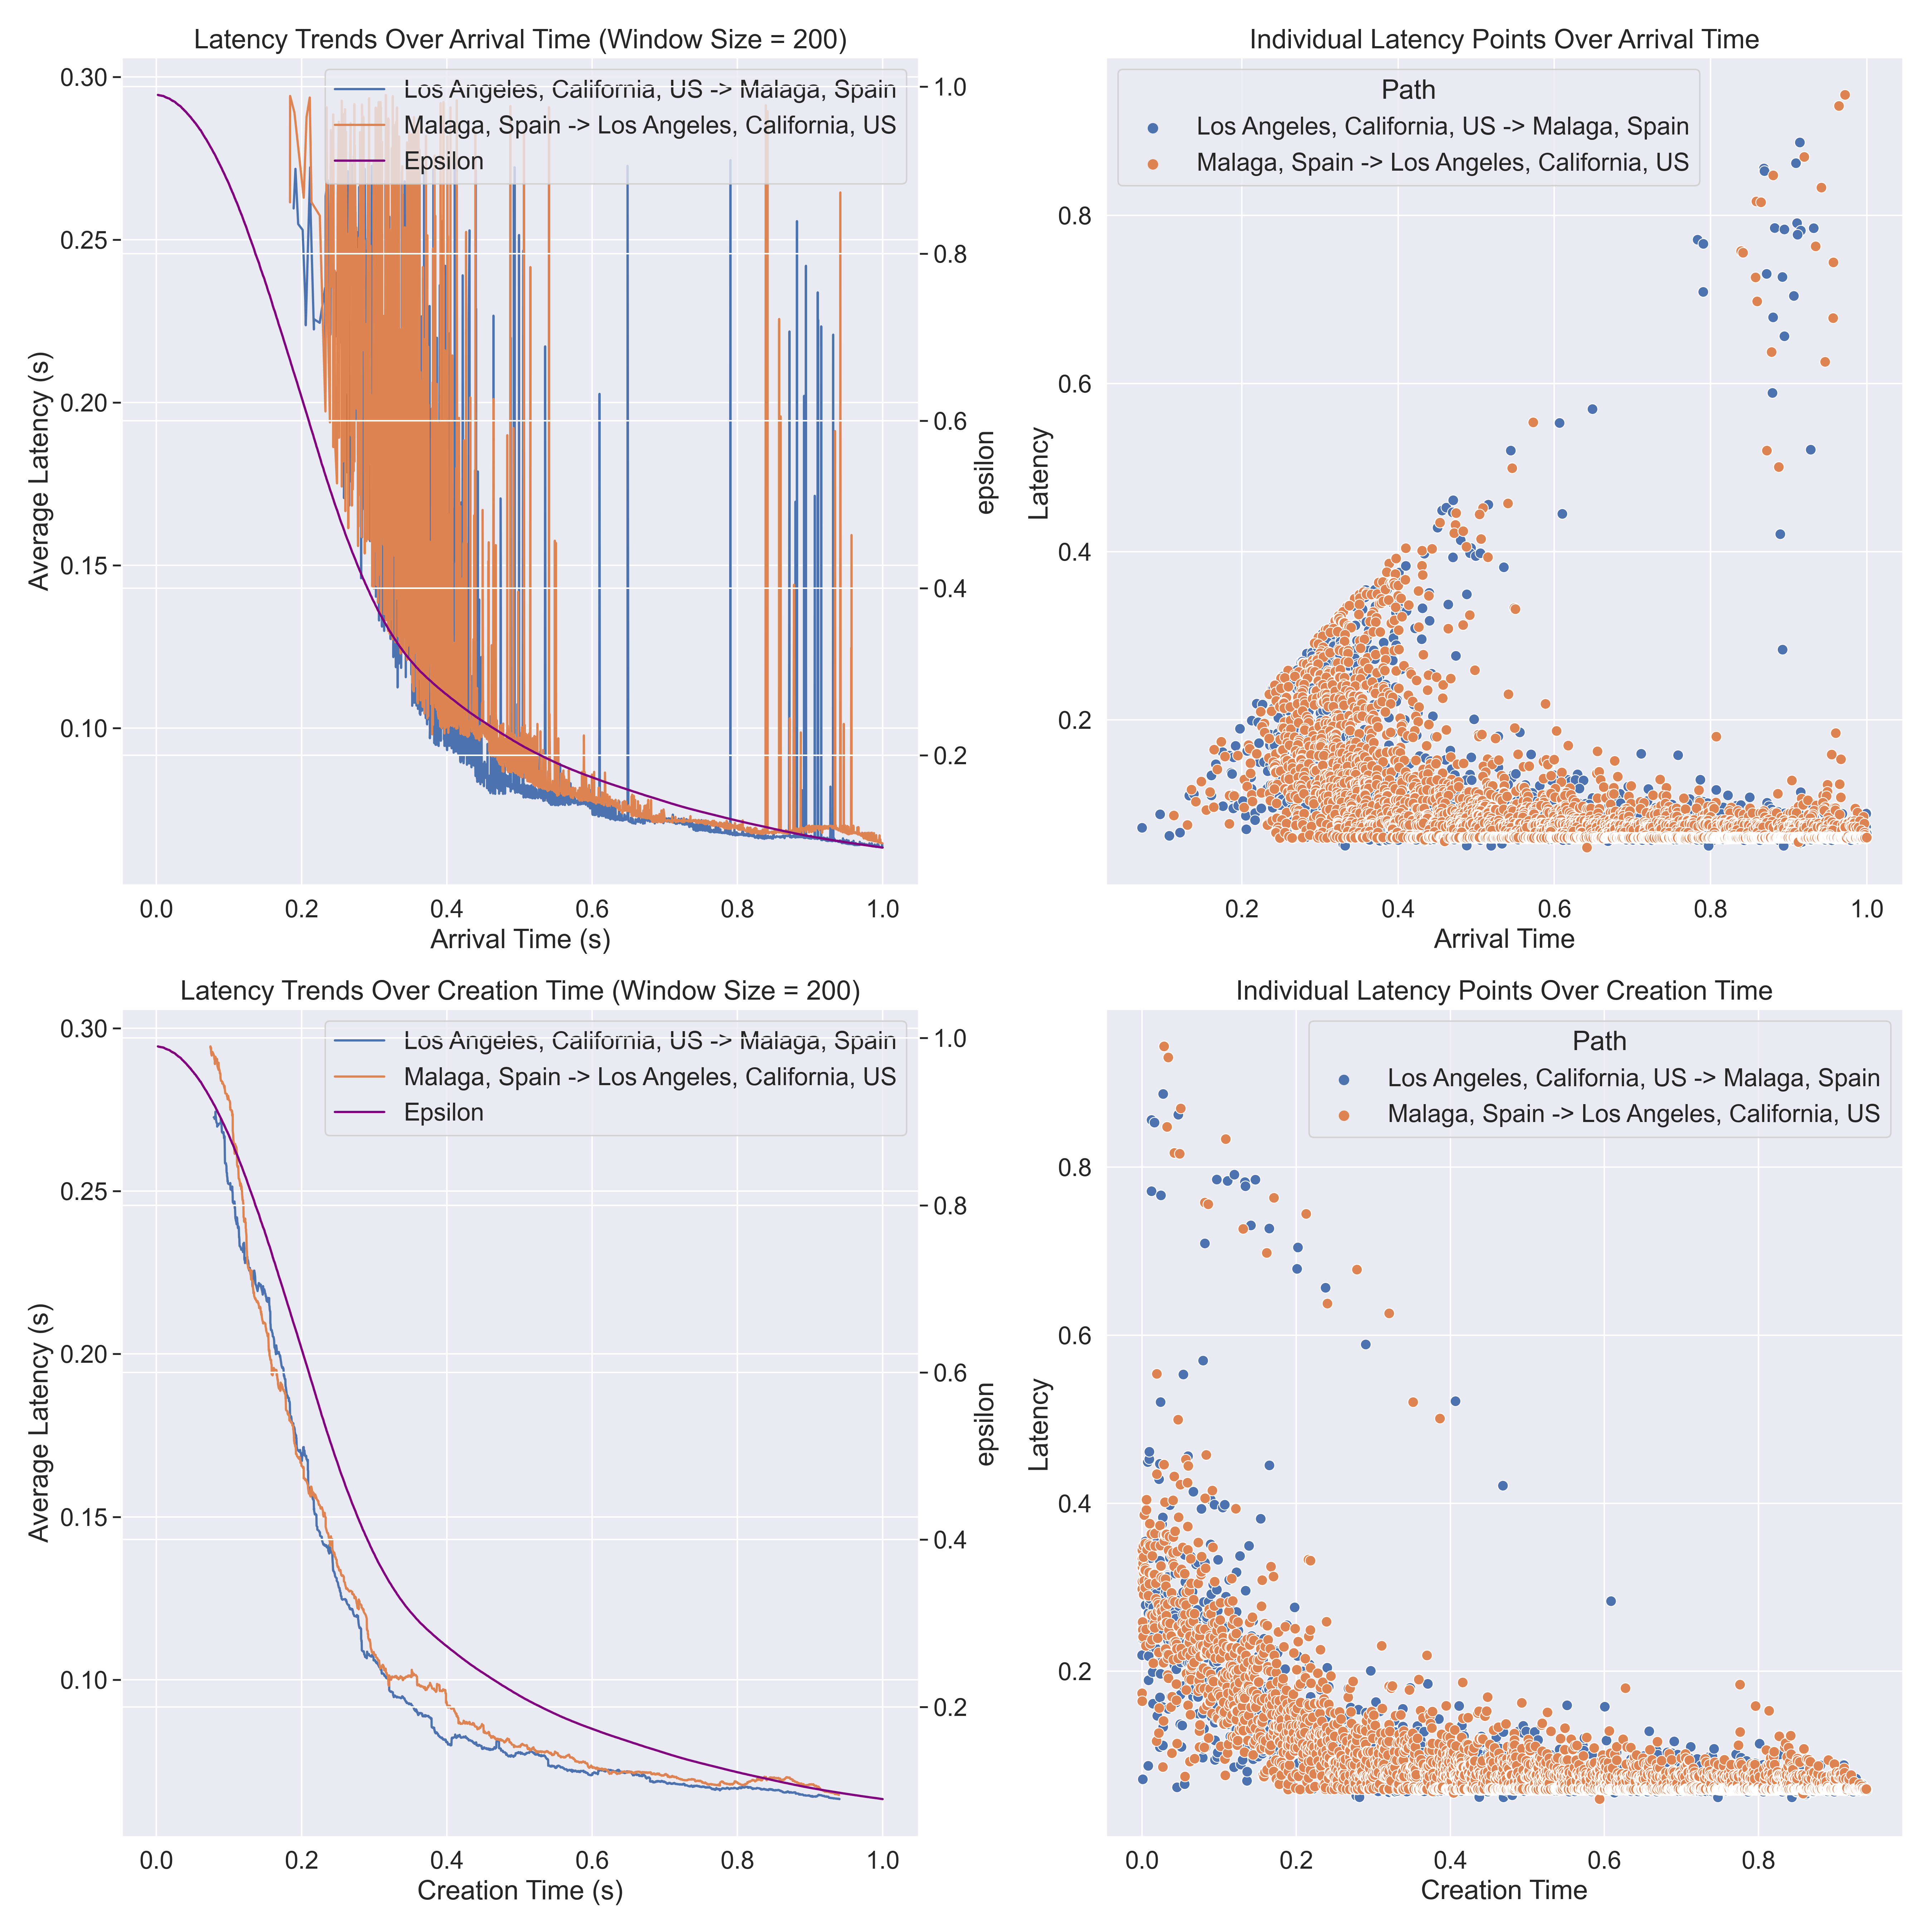 Latency Trends Over Arrival Time (Window Size = 200)
Los Angeles, California, US -> Malaga, Spain
Malaga, Spain -> Los Angeles, California, US
Epsilon
0.30
0.25
0.20
0.15
0.10
Average Latency (s)
1.0
0.8
0.6
0.4
0.2
epsilon
0.0 0.2 0.4 0.6 0.8 1.0
Arrival Time (s)
Individual Latency Points Over Arrival Time
Path
Los Angeles, California, US -> Malaga, Spain
Malaga, Spain -> Los Angeles, California, US
0.8
0.6
0.4
0.2
Latency
0.2 0.4 0.6 0.8 1.0
Arrival Time
Latency Trends Over Creation Time (Window Size = 200)
Los Angeles, California, US -> Malaga, Spain
Malaga, Spain -> Los Angeles, California, US
Epsilon
0.30
0.25
0.20
0.15
0.10
Average Latency (s)
1.0
0.8
0.6
0.4
0.2
epsilon
0.0 0.2 0.4 0.6 0.8 1.0
Creation Time (s)
Individual Latency Points Over Creation Time
Path
Los Angeles, California, US -> Malaga, Spain
Malaga, Spain -> Los Angeles, California, US
0.8
0.6
0.4
0.2
Latency
0.0 0.2 0.4 0.6 0.8
Creation Time